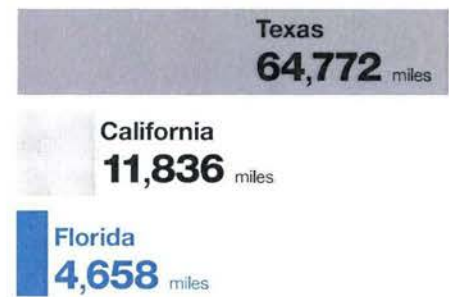 Texas
64,772 miles
California
11,836 miles
Florida
4,658 miles